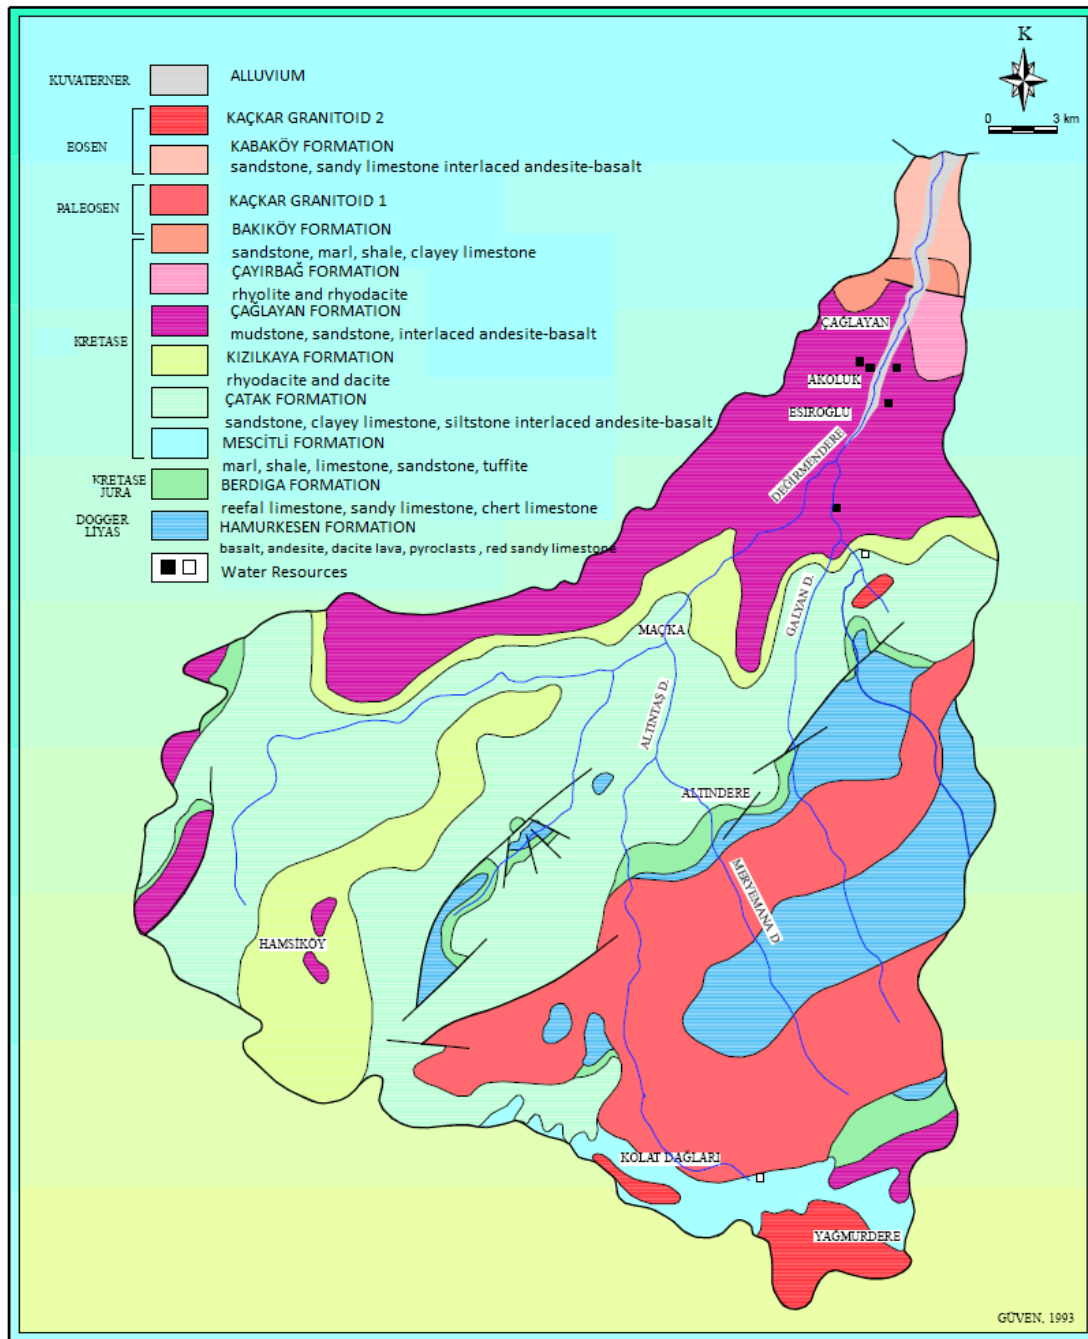 K
0 3 km
KUVATERNER
ALLUVIUM
EOSEN
KAÇKAR GRANITOID 2
KABAKÖY FORMATION
sandstone, sandy limestone interlaced andesite-basalt
PALEOSEN
KAÇKAR GRANITOID 1
BAKIKÖY FORMATION
sandstone, marl, shale, clayey limestone
KRETASE
ÇAYIRBAĞ FORMATION
rhyolite and rhyodacite
ÇAĞLAYAN FORMATION
mudstone, sandstone, interlaced andesite-basalt
KIZILKAYA FORMATION
rhyodacite and dacite
ÇATAK FORMATION
sandstone, clayey limestone, siltstone interlaced andesite-basalt
MESCİTLİ FORMATION
marl, shale, limestone, sandstone, tuffite
KRETASE
JURA
BERDIGA FORMATION
reefal limestone, sandy limestone, chert limestone
DOGGER
LİYAS
HAMURKESEN FORMATION
basalt, andesite, dacite lava, pyroclasts , red sandy limestone
Water Resources
ÇAĞLAYAN
AKOLUK
ESİROĞLU
DEĞİRMENDERE
GALYAN D.
MAÇKA
ALTINTAŞ D.
ALTINDERE
MERYEMANA D
HAMSİKÖY
KOLAT DAĞLARI
YAĞMURDERE
GÜVEN, 1993